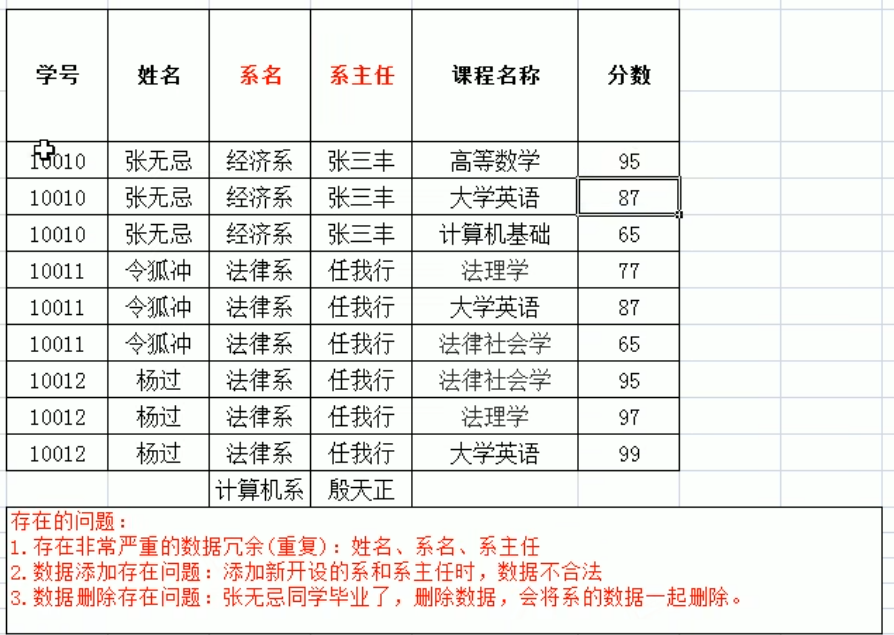 学号 姓名 系名 系主任 课程名称 分数
10010 张无忌 经济系 张三丰 高等数学 95
10010 张无忌 经济系 张三丰 大学英语 87
10010 张无忌 经济系 张三丰 计算机基础 65
10011 令狐冲 法律系 任我行 法理学 77
10011 令狐冲 法律系 任我行 大学英语 87
10011 令狐冲 法律系 任我行 法律社会学 65
10012 杨过 法律系 任我行 法律社会学 95
10012 杨过 法律系 任我行 法理学 97
10012 杨过 法律系 任我行 大学英语 99
计算机系 殷天正
存在的问题：
1.存在非常严重的数据冗余(重复)：姓名、系名、系主任
2.数据添加存在问题：添加新开设的系和系主任时，数据不合法
3.数据删除存在问题：张无忌同学毕业了，删除数据，会将系的数据一起删除。